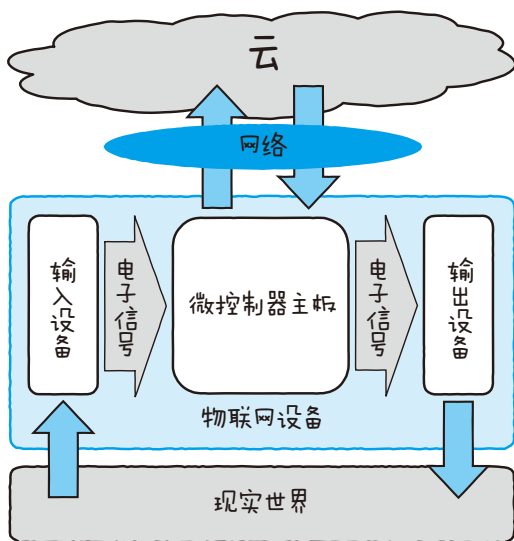 云
网络
输入设备
电子信号
微控制器主板
电子信号
输出设备
物联网设备
现实世界